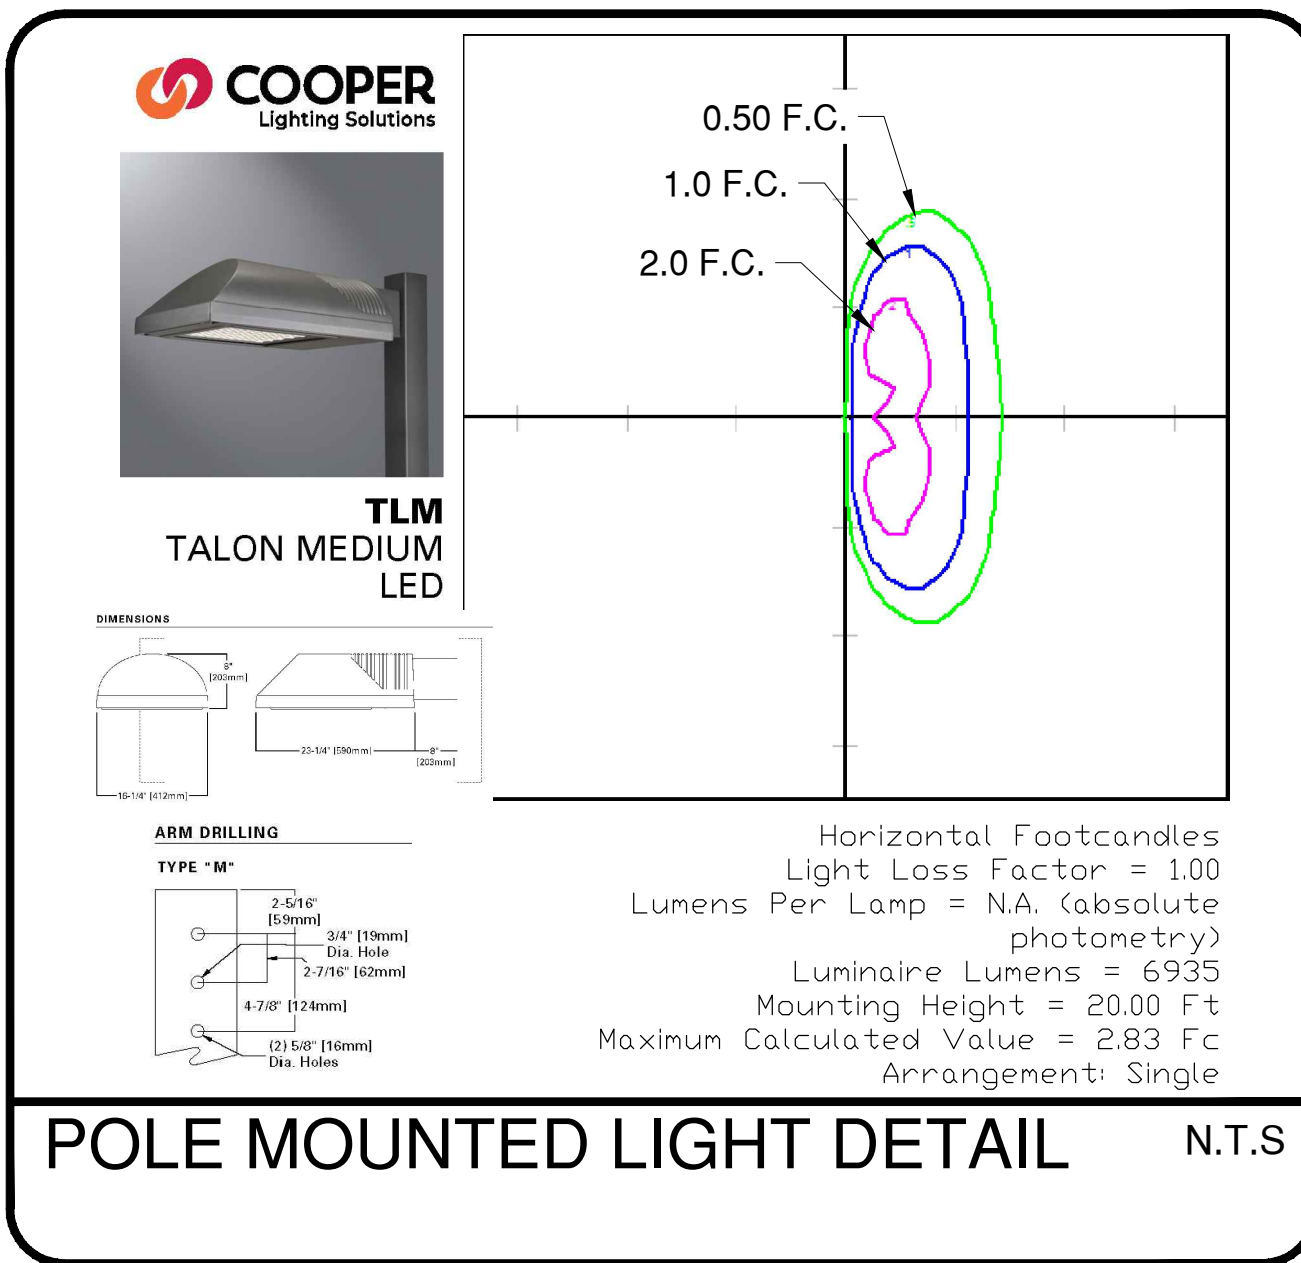 COOPER
Lighting Solutions
0.50 F.C.
1.0 F.C.
2.0 F.C.
TLM
TALON MEDIUM
LED
DIMENSIONS
8"
[203mm]
23-1/4" [590mm]
8"
[203mm]
16-1/4" [412mm]
ARM DRILLING
TYPE "M"
2-5/16"
[59mm]
3/4" [19mm]
Dia. Hole
2-7/16" [62mm]
4-7/8" [124mm]
(2) 5/8" [16mm]
Dia. Holes
Horizontal Footcandles
Light Loss Factor = 1.00
Lumens Per Lamp = N.A. (absolute
photometry)
Luminaire Lumens = 6935
Mounting Height = 20.00 Ft
Maximum Calculated Value = 2.83 Fc
Arrangement: Single
POLE MOUNTED LIGHT DETAIL
N.T.S